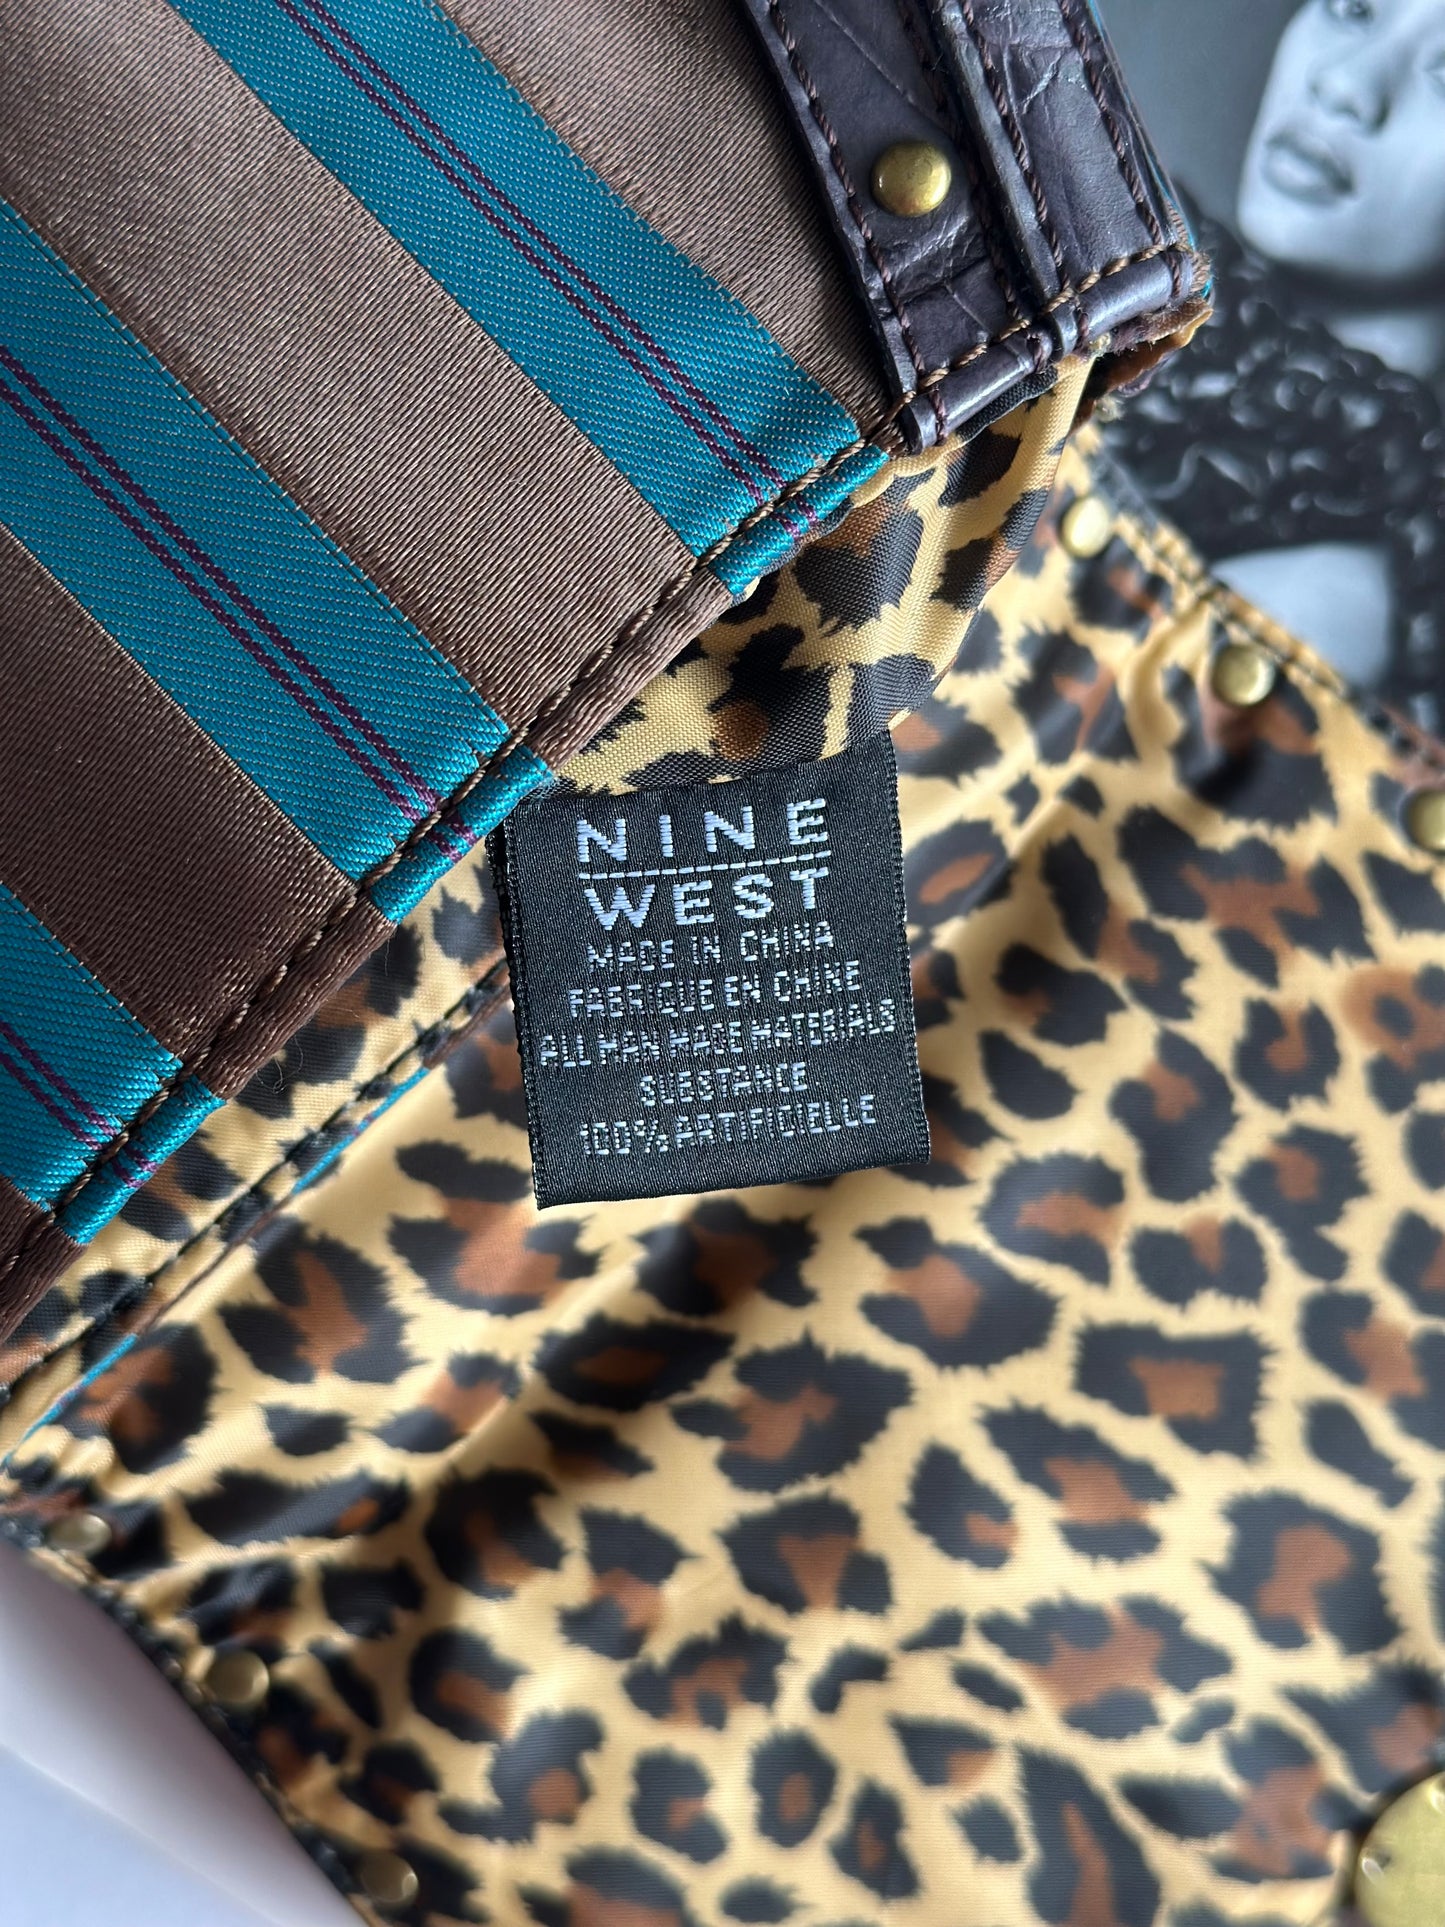 NINE
WEST
MADE IN CHINA
FABRIQUE EN CHINE
ALL MAN MADE MATERIALS
SUBSTANCE
100% ARTIFICIELLE